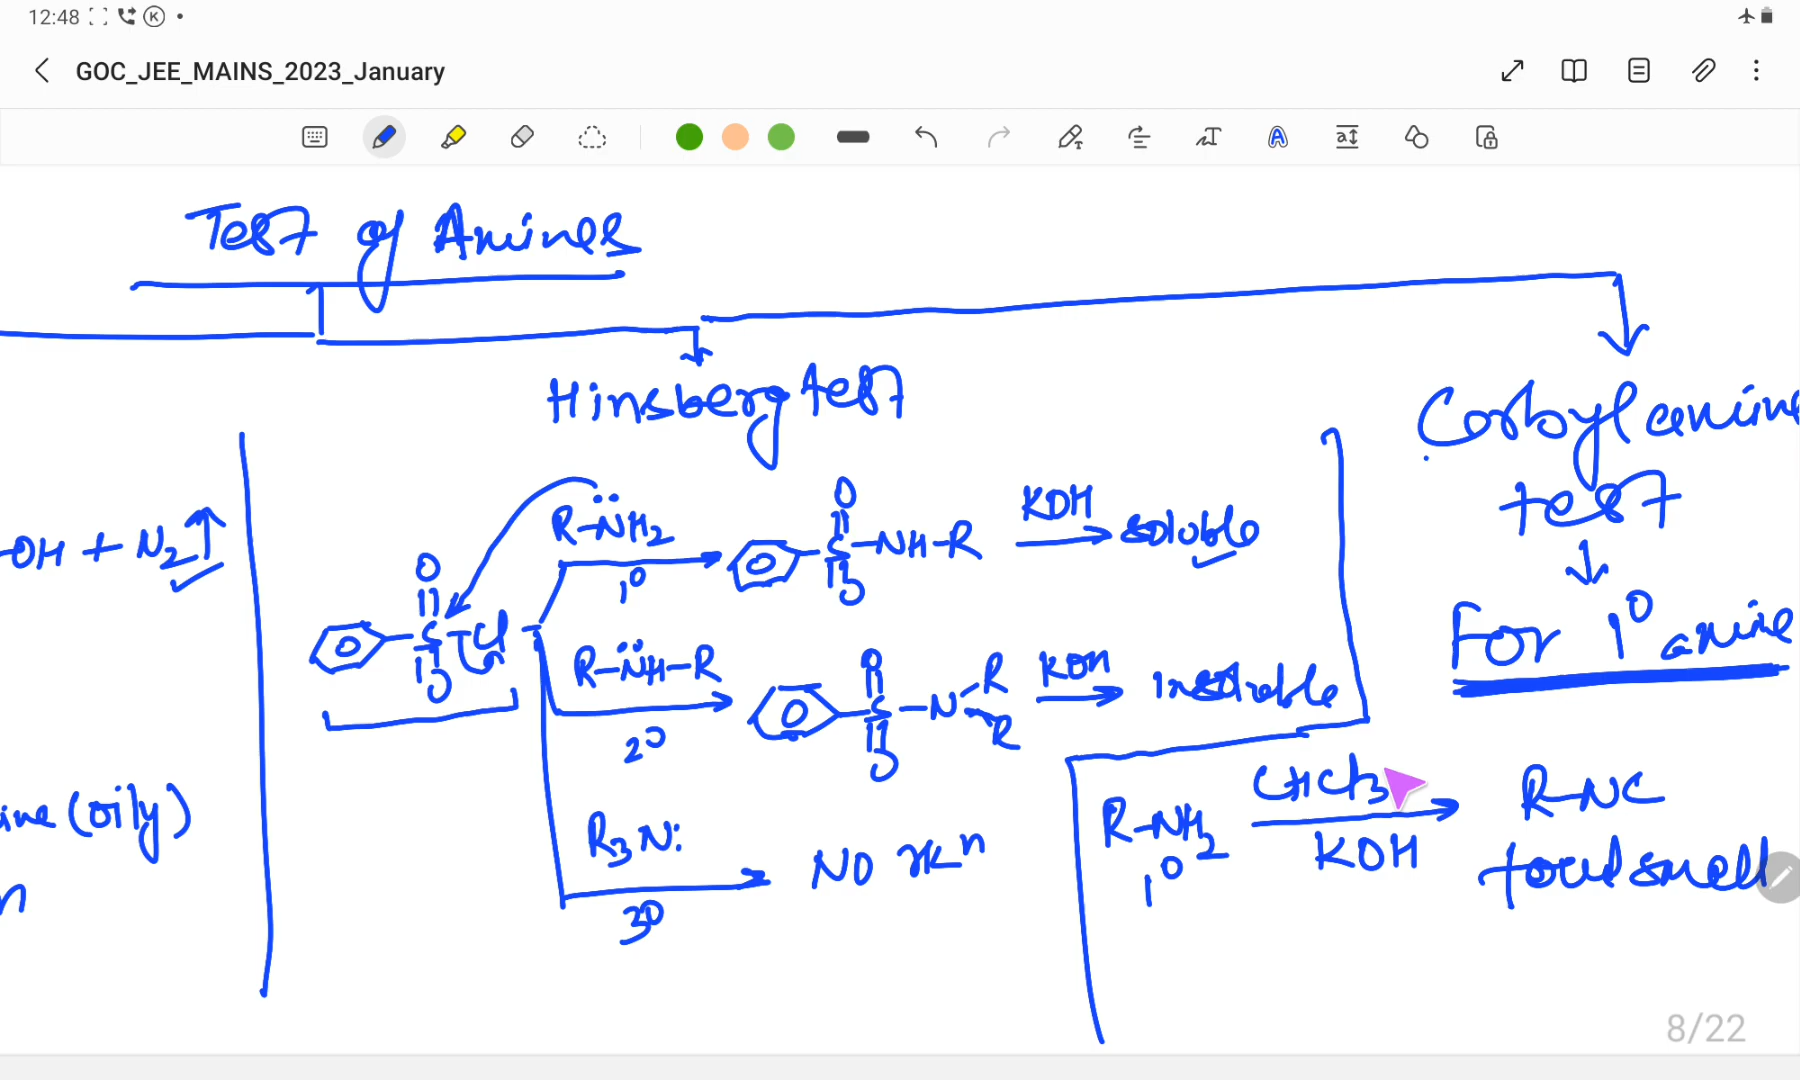 12:48
GOC_JEE_MAINS_2023_January
Test of Amines
Hinsberg test
Carbylamine
test
For 1° amine
-OH + N2↑
O
R-N̈H2
1°
O
S-NH-R
O
KOH
soluble
O
S-Cl
O
R-N̈H-R
2°
O
S-N
R
R
O
KOH
insoluble
ine (oily)
n
R3N:
3°
NO rxn
R-NH2
1°
CHCl3
KOH
R-NC
foul smell
8/22